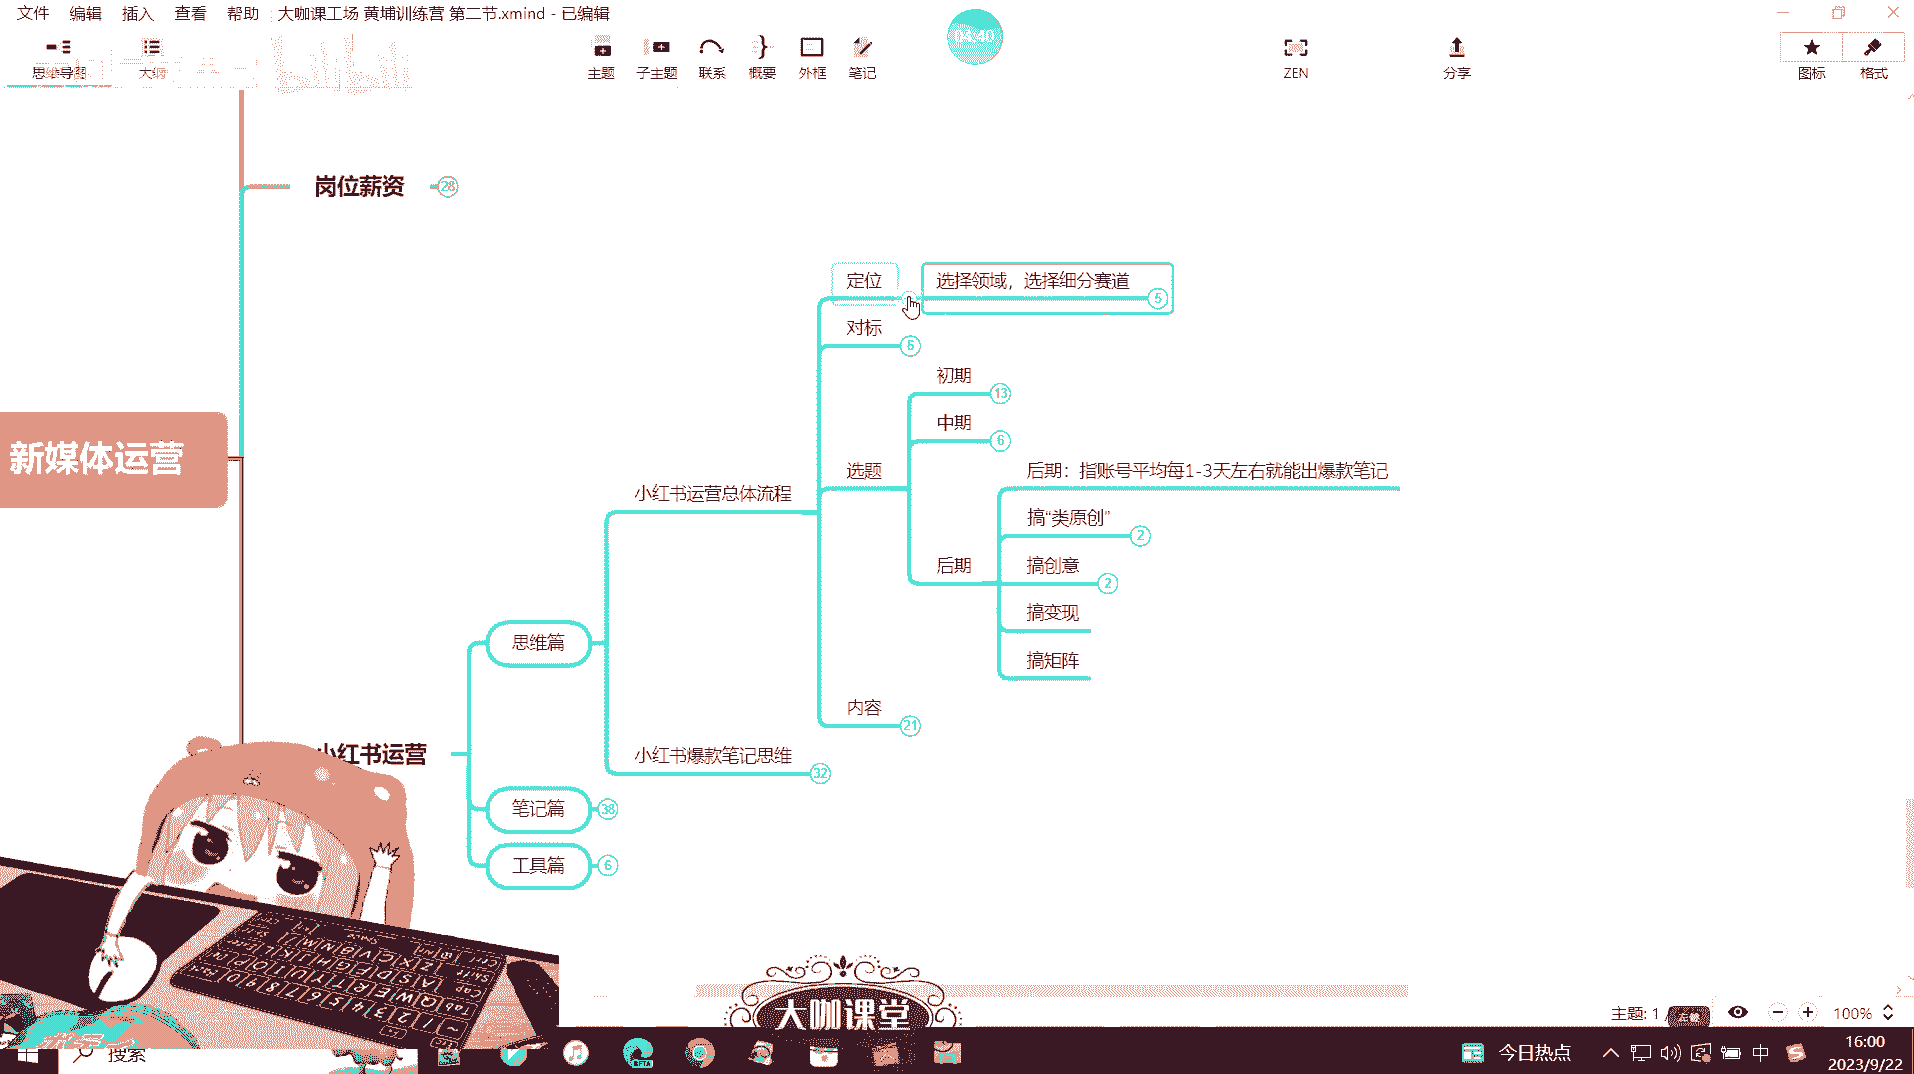 文件 编辑 插入 查看 帮助 大咖课工场 黄埔训练营 第二节.xmind - 已编辑
思维导图 大纲 主题 子主题 联系 概要 外框 笔记 04:40 ZEN 分享 图标 格式
bilibili
岗位薪资 28
定位 选择领域，选择细分赛道 5
对标 6
初期 13
中期 6
选题 后期：指账号平均每1-3天左右就能出爆款笔记
新媒体运营
小红书运营总体流程
搞“类原创” 2
后期 搞创意 2
搞变现
搞矩阵
思维篇
内容 21
小红书运营
小红书爆款笔记思维 32
笔记篇 38
工具篇 6
大咖课堂
主题: 1 / 100%
搜索 今日热点 中 16:00
2023/9/22